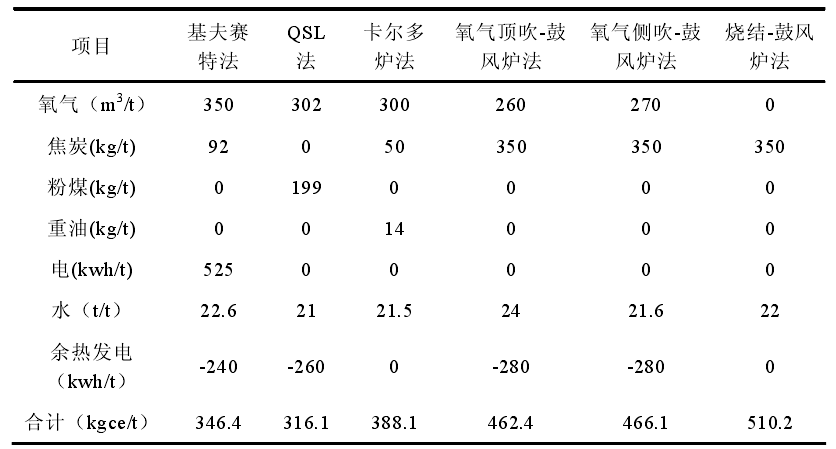 项目 基夫赛特法 QSL法 卡尔多炉法 氧气顶吹-鼓风炉法 氧气侧吹-鼓风炉法 烧结-鼓风炉法
氧气（m³/t） 350 302 300 260 270 0
焦炭(kg/t) 92 0 50 350 350 350
粉煤(kg/t) 0 199 0 0 0 0
重油(kg/t) 0 0 14 0 0 0
电(kwh/t) 525 0 0 0 0 0
水（t/t） 22.6 21 21.5 24 21.6 22
余热发电（kwh/t） -240 -260 0 -280 -280 0
合计（kgce/t） 346.4 316.1 388.1 462.4 466.1 510.2